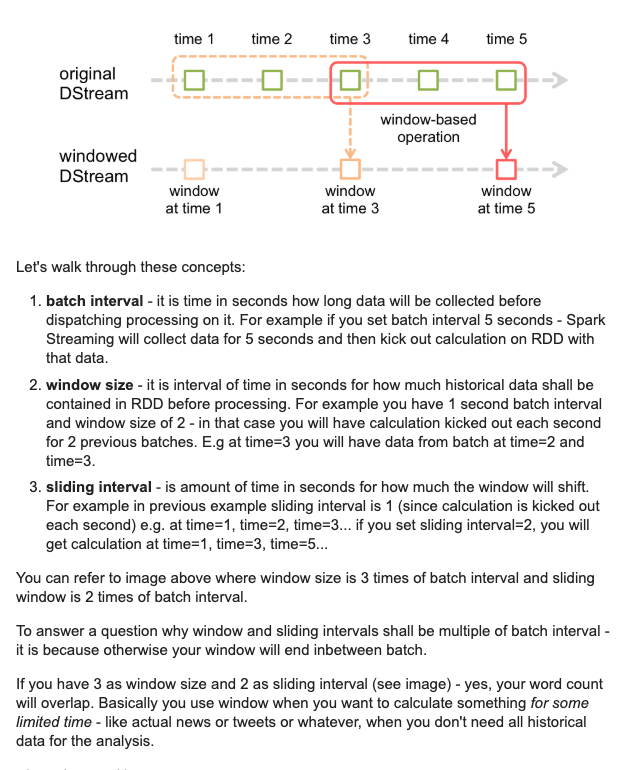 time 1 time 2 time 3 time 4 time 5
original
DStream
window-based
operation
windowed
DStream
window
at time 1
window
at time 3
window
at time 5
Let's walk through these concepts:
1. batch interval - it is time in seconds how long data will be collected before
dispatching processing on it. For example if you set batch interval 5 seconds - Spark
Streaming will collect data for 5 seconds and then kick out calculation on RDD with
that data.
2. window size - it is interval of time in seconds for how much historical data shall be
contained in RDD before processing. For example you have 1 second batch interval
and window size of 2 - in that case you will have calculation kicked out each second
for 2 previous batches. E.g at time=3 you will have data from batch at time=2 and
time=3.
3. sliding interval - is amount of time in seconds for how much the window will shift.
For example in previous example sliding interval is 1 (since calculation is kicked out
each second) e.g. at time=1, time=2, time=3... if you set sliding interval=2, you will
get calculation at time=1, time=3, time=5...
You can refer to image above where window size is 3 times of batch interval and sliding
window is 2 times of batch interval.
To answer a question why window and sliding intervals shall be multiple of batch interval -
it is because otherwise your window will end inbetween batch.
If you have 3 as window size and 2 as sliding interval (see image) - yes, your word count
will overlap. Basically you use window when you want to calculate something for some
limited time - like actual news or tweets or whatever, when you don't need all historical
data for the analysis.